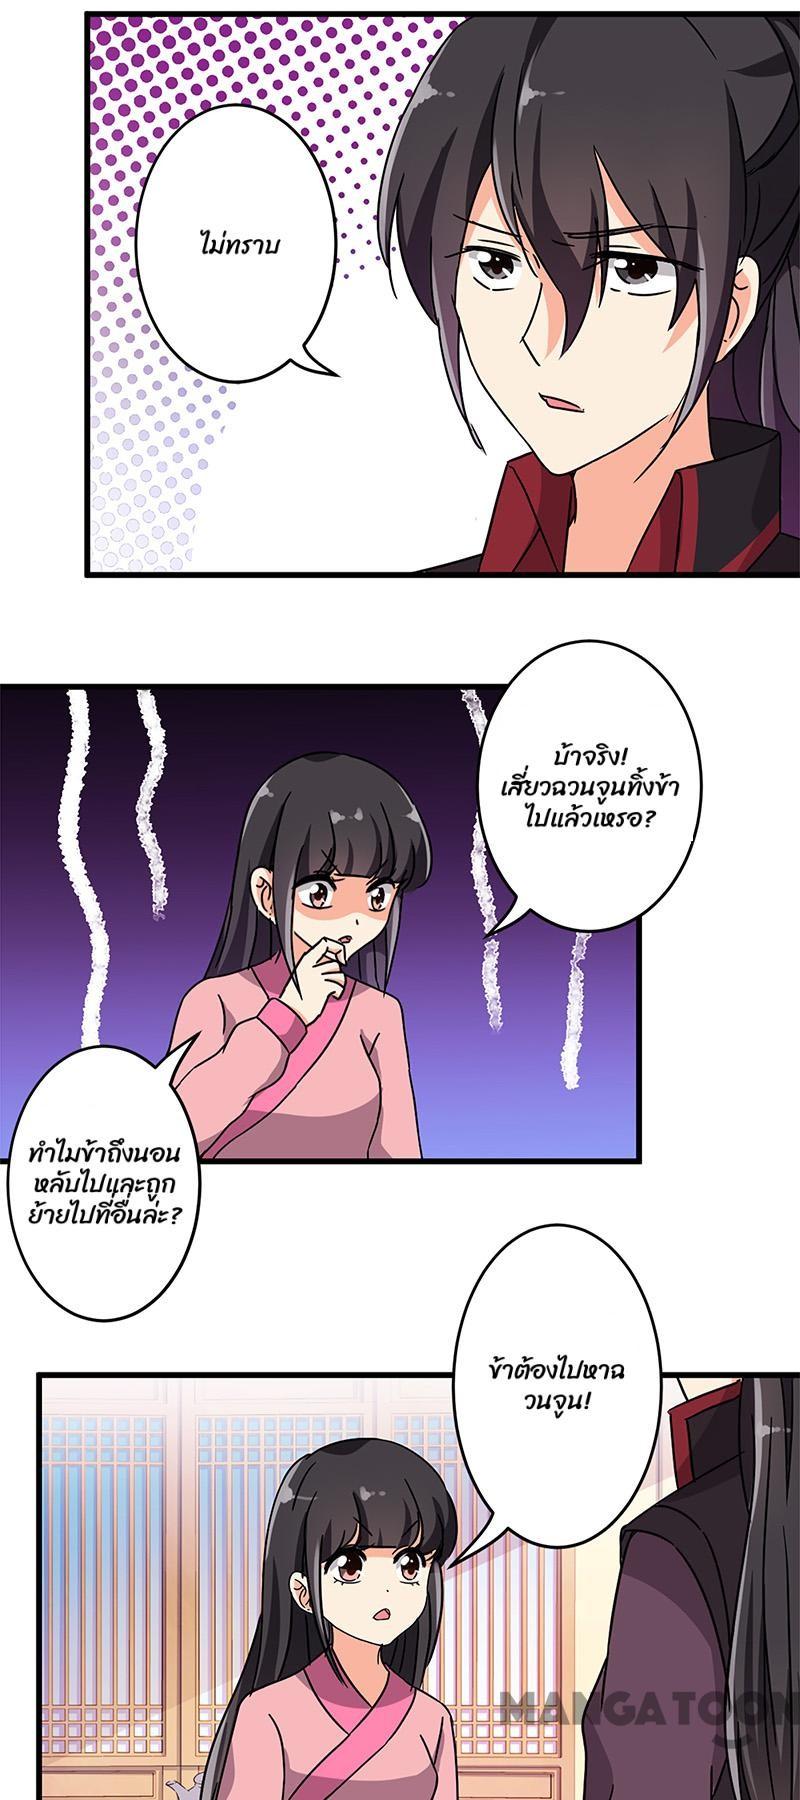 ไม่ทราบ
บ้าจริง!
เสี่ยวฉวนจูนทิ้งข้า
ไปแล้วเหรอ?
ทำไมข้าถึงนอน
หลับไปและถูก
ย้ายไปที่อื่นล่ะ?
ข้าต้องไปหาฉ
วนจูน!
MANGATOON